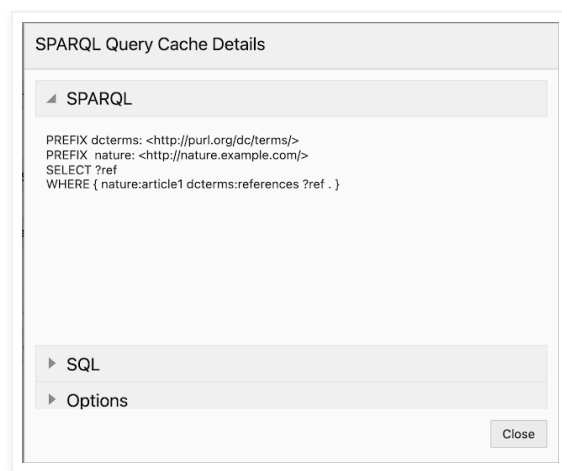 SPARQL Query Cache Details
SPARQL
PREFIX dcterms: <http://purl.org/dc/terms/>
PREFIX  nature: <http://nature.example.com/>
SELECT ?ref
WHERE { nature:article1 dcterms:references ?ref . }
SQL
Options
Close